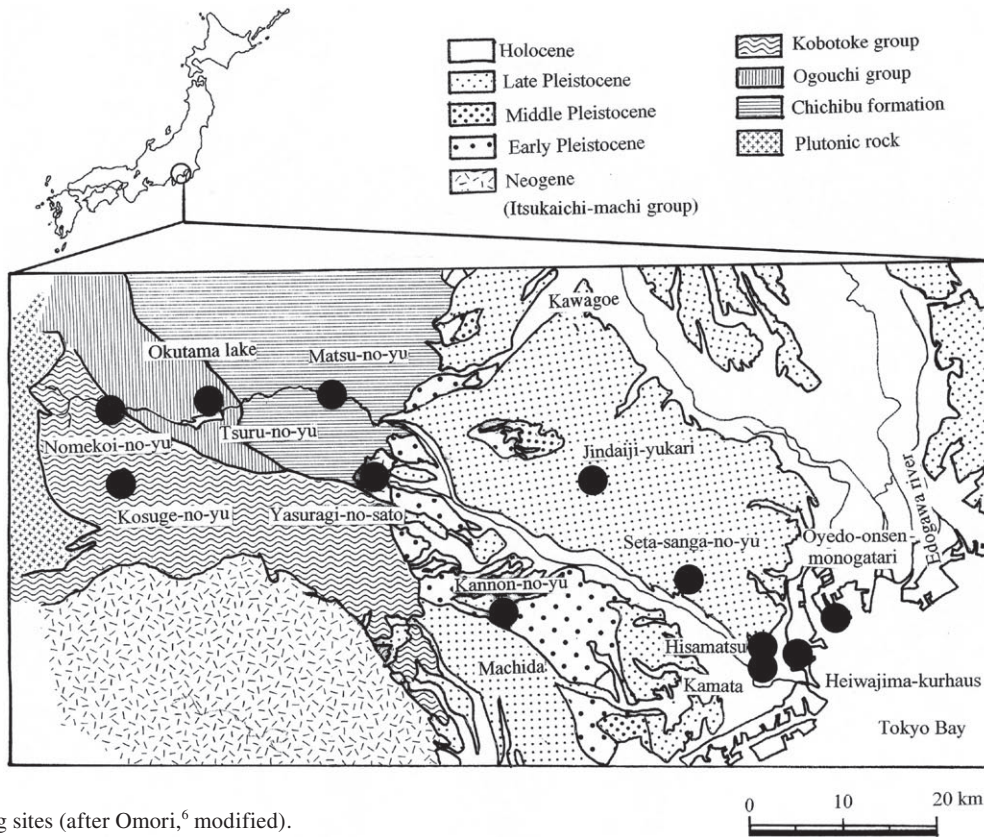 Holocene
Late Pleistocene
Middle Pleistocene
Early Pleistocene
Neogene
(Itsukaichi-machi group)
Kobotoke group
Ogouchi group
Chichibu formation
Plutonic rock
Kawagoe
Okutama lake
Matsu-no-yu
Nomekoi-no-yu
Tsuru-no-yu
Jindaiji-yukari
Kosuge-no-yu
Yasuragi-no-sato
Edogawa river
Oyedo-onsen-
monogatari
Seta-sanga-no-yu
Kannon-no-yu
Hisamatsu
Machida
Kamata
Heiwajima-kurhaus
Tokyo Bay
0 10 20 km
g sites (after Omori,6 modified).